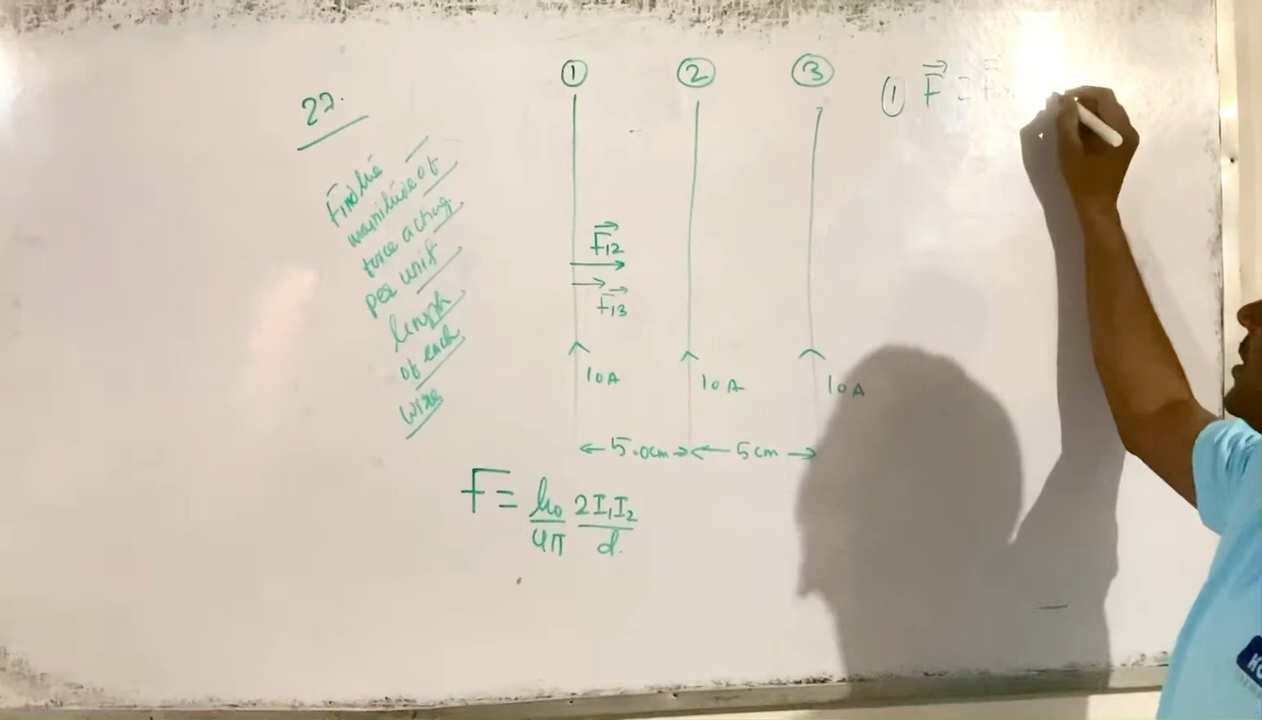 27.
Find the
magnitude of
force acting
per unit
length
of each
wire
① ② ③
F₁₂
F₁₃
10A 10A 10A
5.0cm 5cm
F = μ₀/4π 2I₁I₂/d.
① F⃗ = F⃗